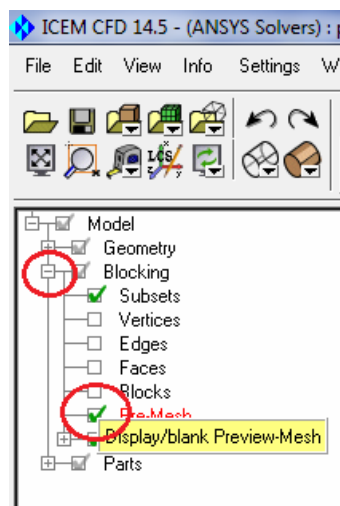 ICEM CFD 14.5 - (ANSYS Solvers) :
File Edit View Info Settings W
LCS
Model
Geometry
Blocking
Subsets
Vertices
Edges
Faces
Blocks
Pre-Mesh
Display/blank Preview-Mesh
Parts